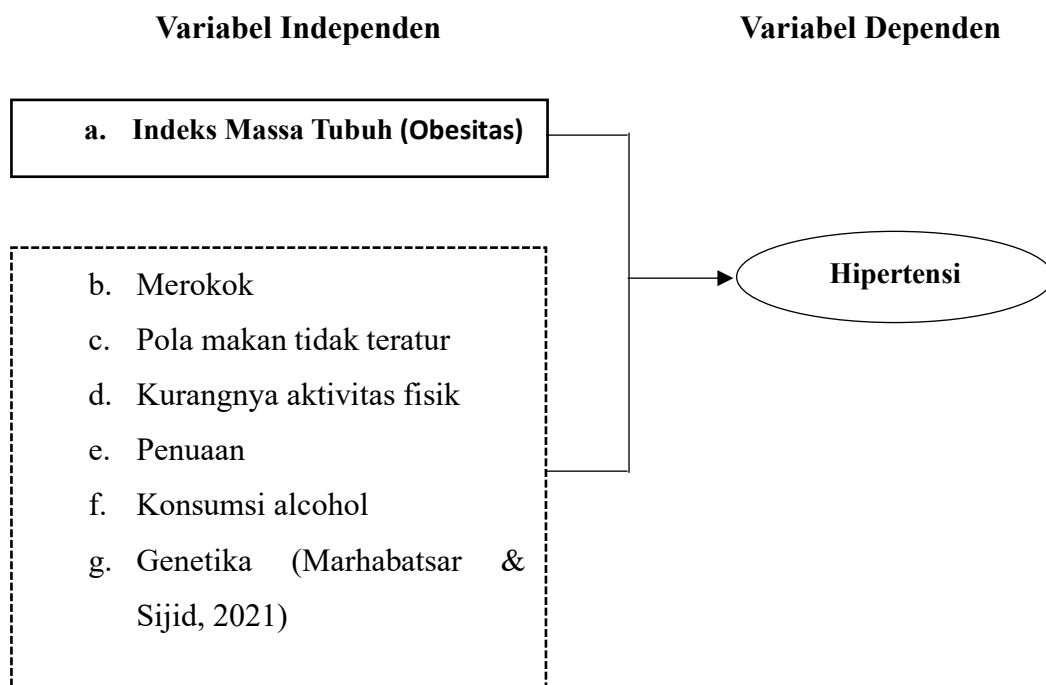 Variabel Independen
Variabel Dependen
a. Indeks Massa Tubuh (Obesitas)
b. Merokok
c. Pola makan tidak teratur
d. Kurangnya aktivitas fisik
e. Penuaan
f. Konsumsi alcohol
g. Genetika (Marhabatsar &
Sijid, 2021)
Hipertensi